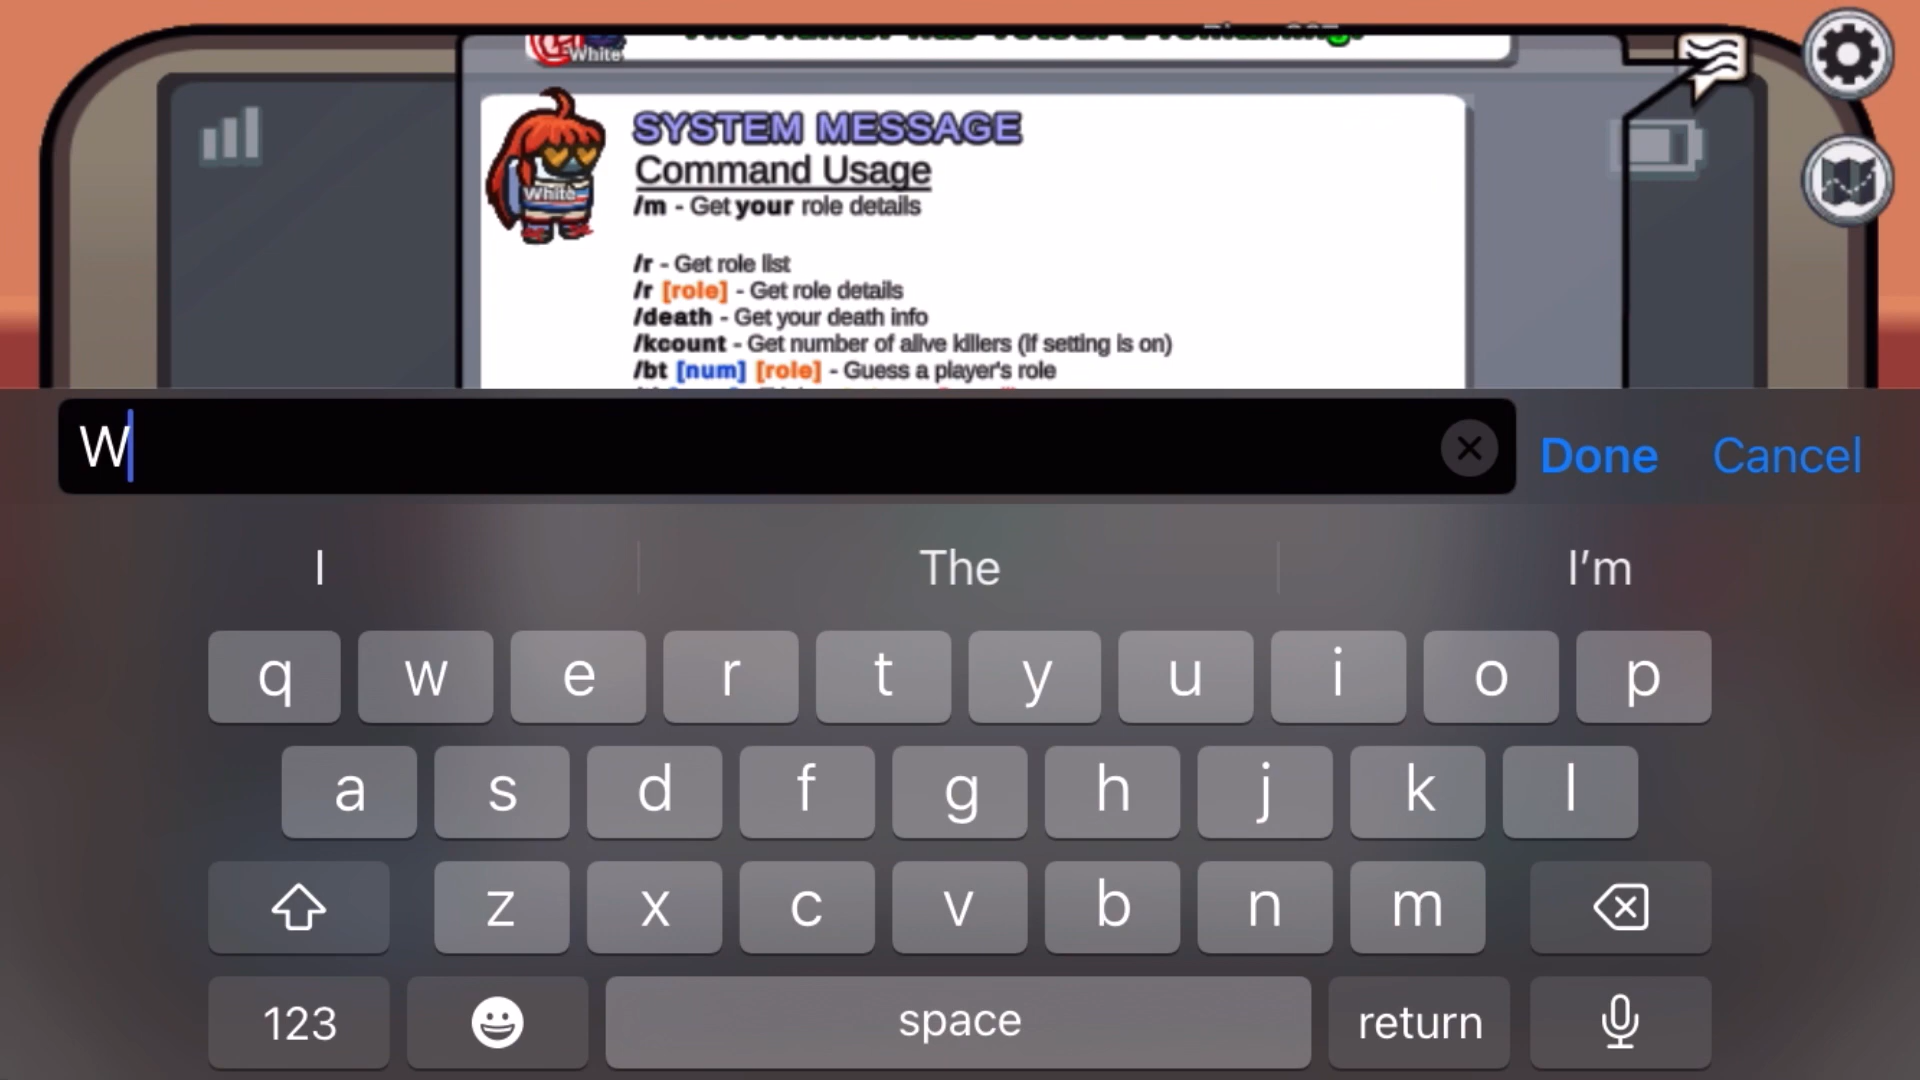 White
SYSTEM MESSAGE
White
Command Usage
/m - Get your role details
/r - Get role list
/r [role] - Get role details
/death - Get your death info
/kcount - Get number of alive killers (if setting is on)
/bt [num] [role] - Guess a player's role
W
Done
Cancel
I
The
I'm
q w e r t y u i o p
a s d f g h j k l
z x c v b n m
123
space
return